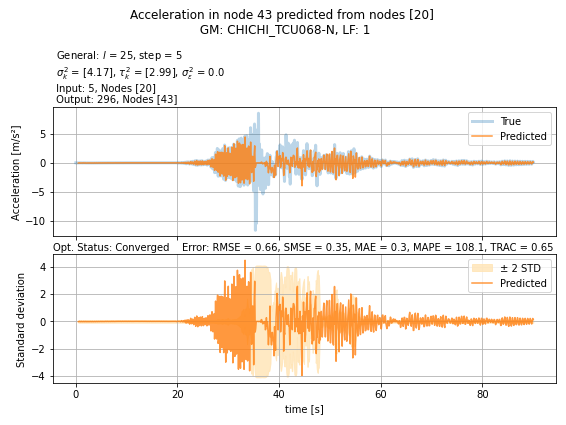 Acceleration in node 43 predicted from nodes [20]
GM: CHICHI_TCU068-N, LF: 1
General: l = 25, step = 5
σ²ₖ = [4.17], τ²ₖ = [2.99], σ²ε = 0.0
Input: 5, Nodes [20]
Output: 296, Nodes [43]
True
Predicted
Acceleration [m/s²]
5
0
−5
−10
Opt. Status: Converged Error: RMSE = 0.66, SMSE = 0.35, MAE = 0.3, MAPE = 108.1, TRAC = 0.65
± 2 STD
Predicted
Standard deviation
4
2
0
−2
−4
0 20 40 60 80
time [s]